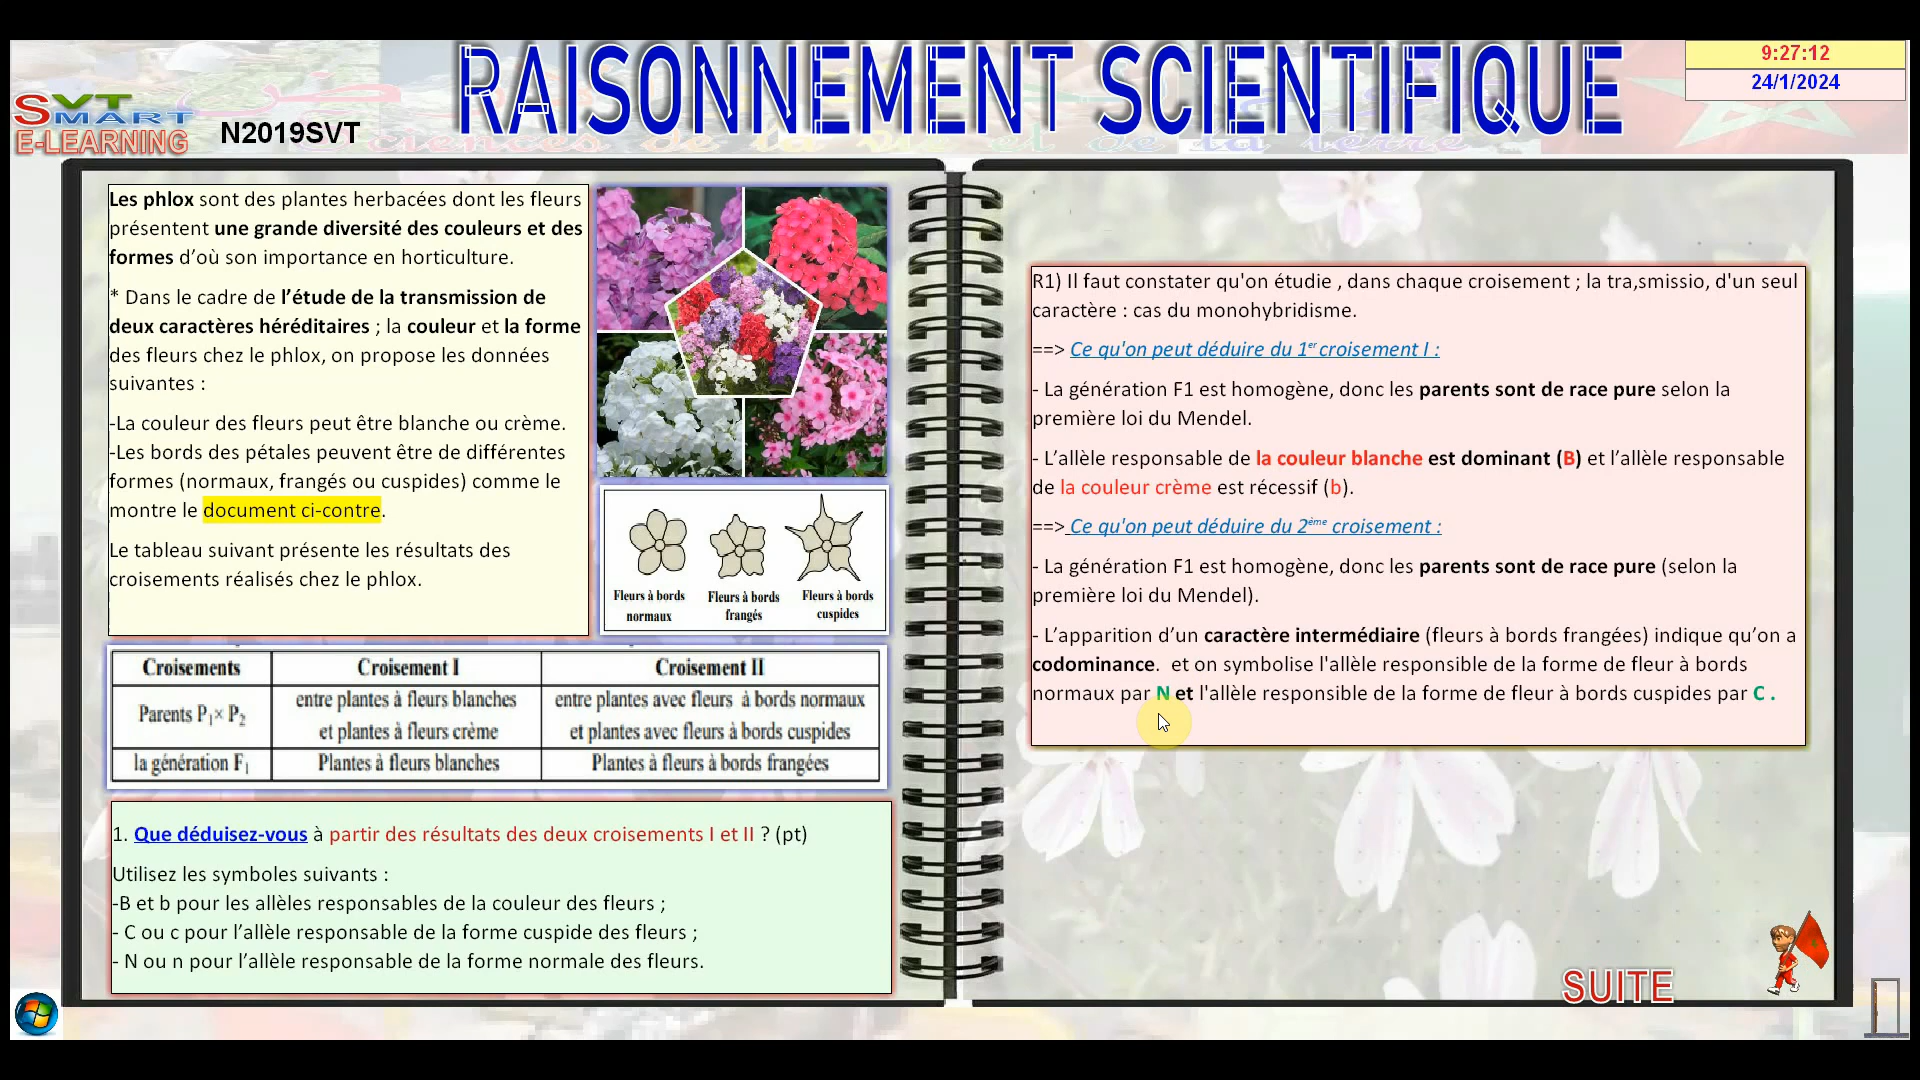 RAISONNEMENT SCIENTIFIQUE
9:27:12
24/1/2024
SVT
SMART
E-LEARNING
N2019SVT
Les phlox sont des plantes herbacées dont les fleurs
présentent une grande diversité des couleurs et des
formes d’où son importance en horticulture.
* Dans le cadre de l’étude de la transmission de
deux caractères héréditaires ; la couleur et la forme
des fleurs chez le phlox, on propose les données
suivantes :
-La couleur des fleurs peut être blanche ou crème.
-Les bords des pétales peuvent être de différentes
formes (normaux, frangés ou cuspides) comme le
montre le document ci-contre.
Le tableau suivant présente les résultats des
croisements réalisés chez le phlox.
Fleurs à bords
normaux
Fleurs à bords
frangés
Fleurs à bords
cuspides
Croisements
Croisement I
Croisement II
Parents P1× P2
entre plantes à fleurs blanches
et plantes à fleurs crème
entre plantes avec fleurs à bords normaux
et plantes avec fleurs à bords cuspides
la génération F1
Plantes à fleurs blanches
Plantes à fleurs à bords frangées
1. Que déduisez-vous à partir des résultats des deux croisements I et II ? (pt)
Utilisez les symboles suivants :
-B et b pour les allèles responsables de la couleur des fleurs ;
- C ou c pour l’allèle responsable de la forme cuspide des fleurs ;
- N ou n pour l’allèle responsable de la forme normale des fleurs.
R1) Il faut constater qu'on étudie , dans chaque croisement ; la tra,smissio, d'un seul
caractère : cas du monohybridisme.
==> Ce qu'on peut déduire du 1er croisement I :
- La génération F1 est homogène, donc les parents sont de race pure selon la
première loi du Mendel.
- L’allèle responsable de la couleur blanche est dominant (B) et l’allèle responsable
de la couleur crème est récessif (b).
==> Ce qu'on peut déduire du 2ème croisement :
- La génération F1 est homogène, donc les parents sont de race pure (selon la
première loi du Mendel).
- L’apparition d’un caractère intermédiaire (fleurs à bords frangées) indique qu’on a
codominance. et on symbolise l'allèle responsible de la forme de fleur à bords
normaux par N et l'allèle responsible de la forme de fleur à bords cuspides par C .
SUITE